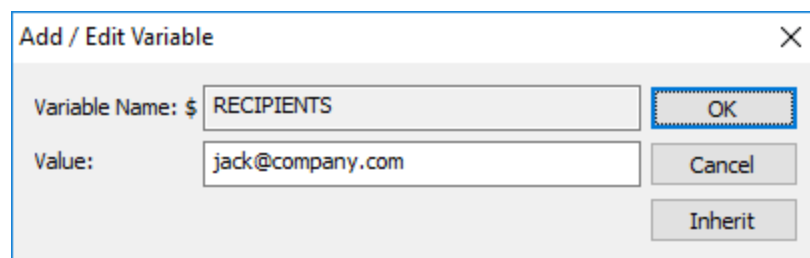 Add / Edit Variable
Variable Name: $ RECIPIENTS OK
Value: jack@company.com Cancel
Inherit